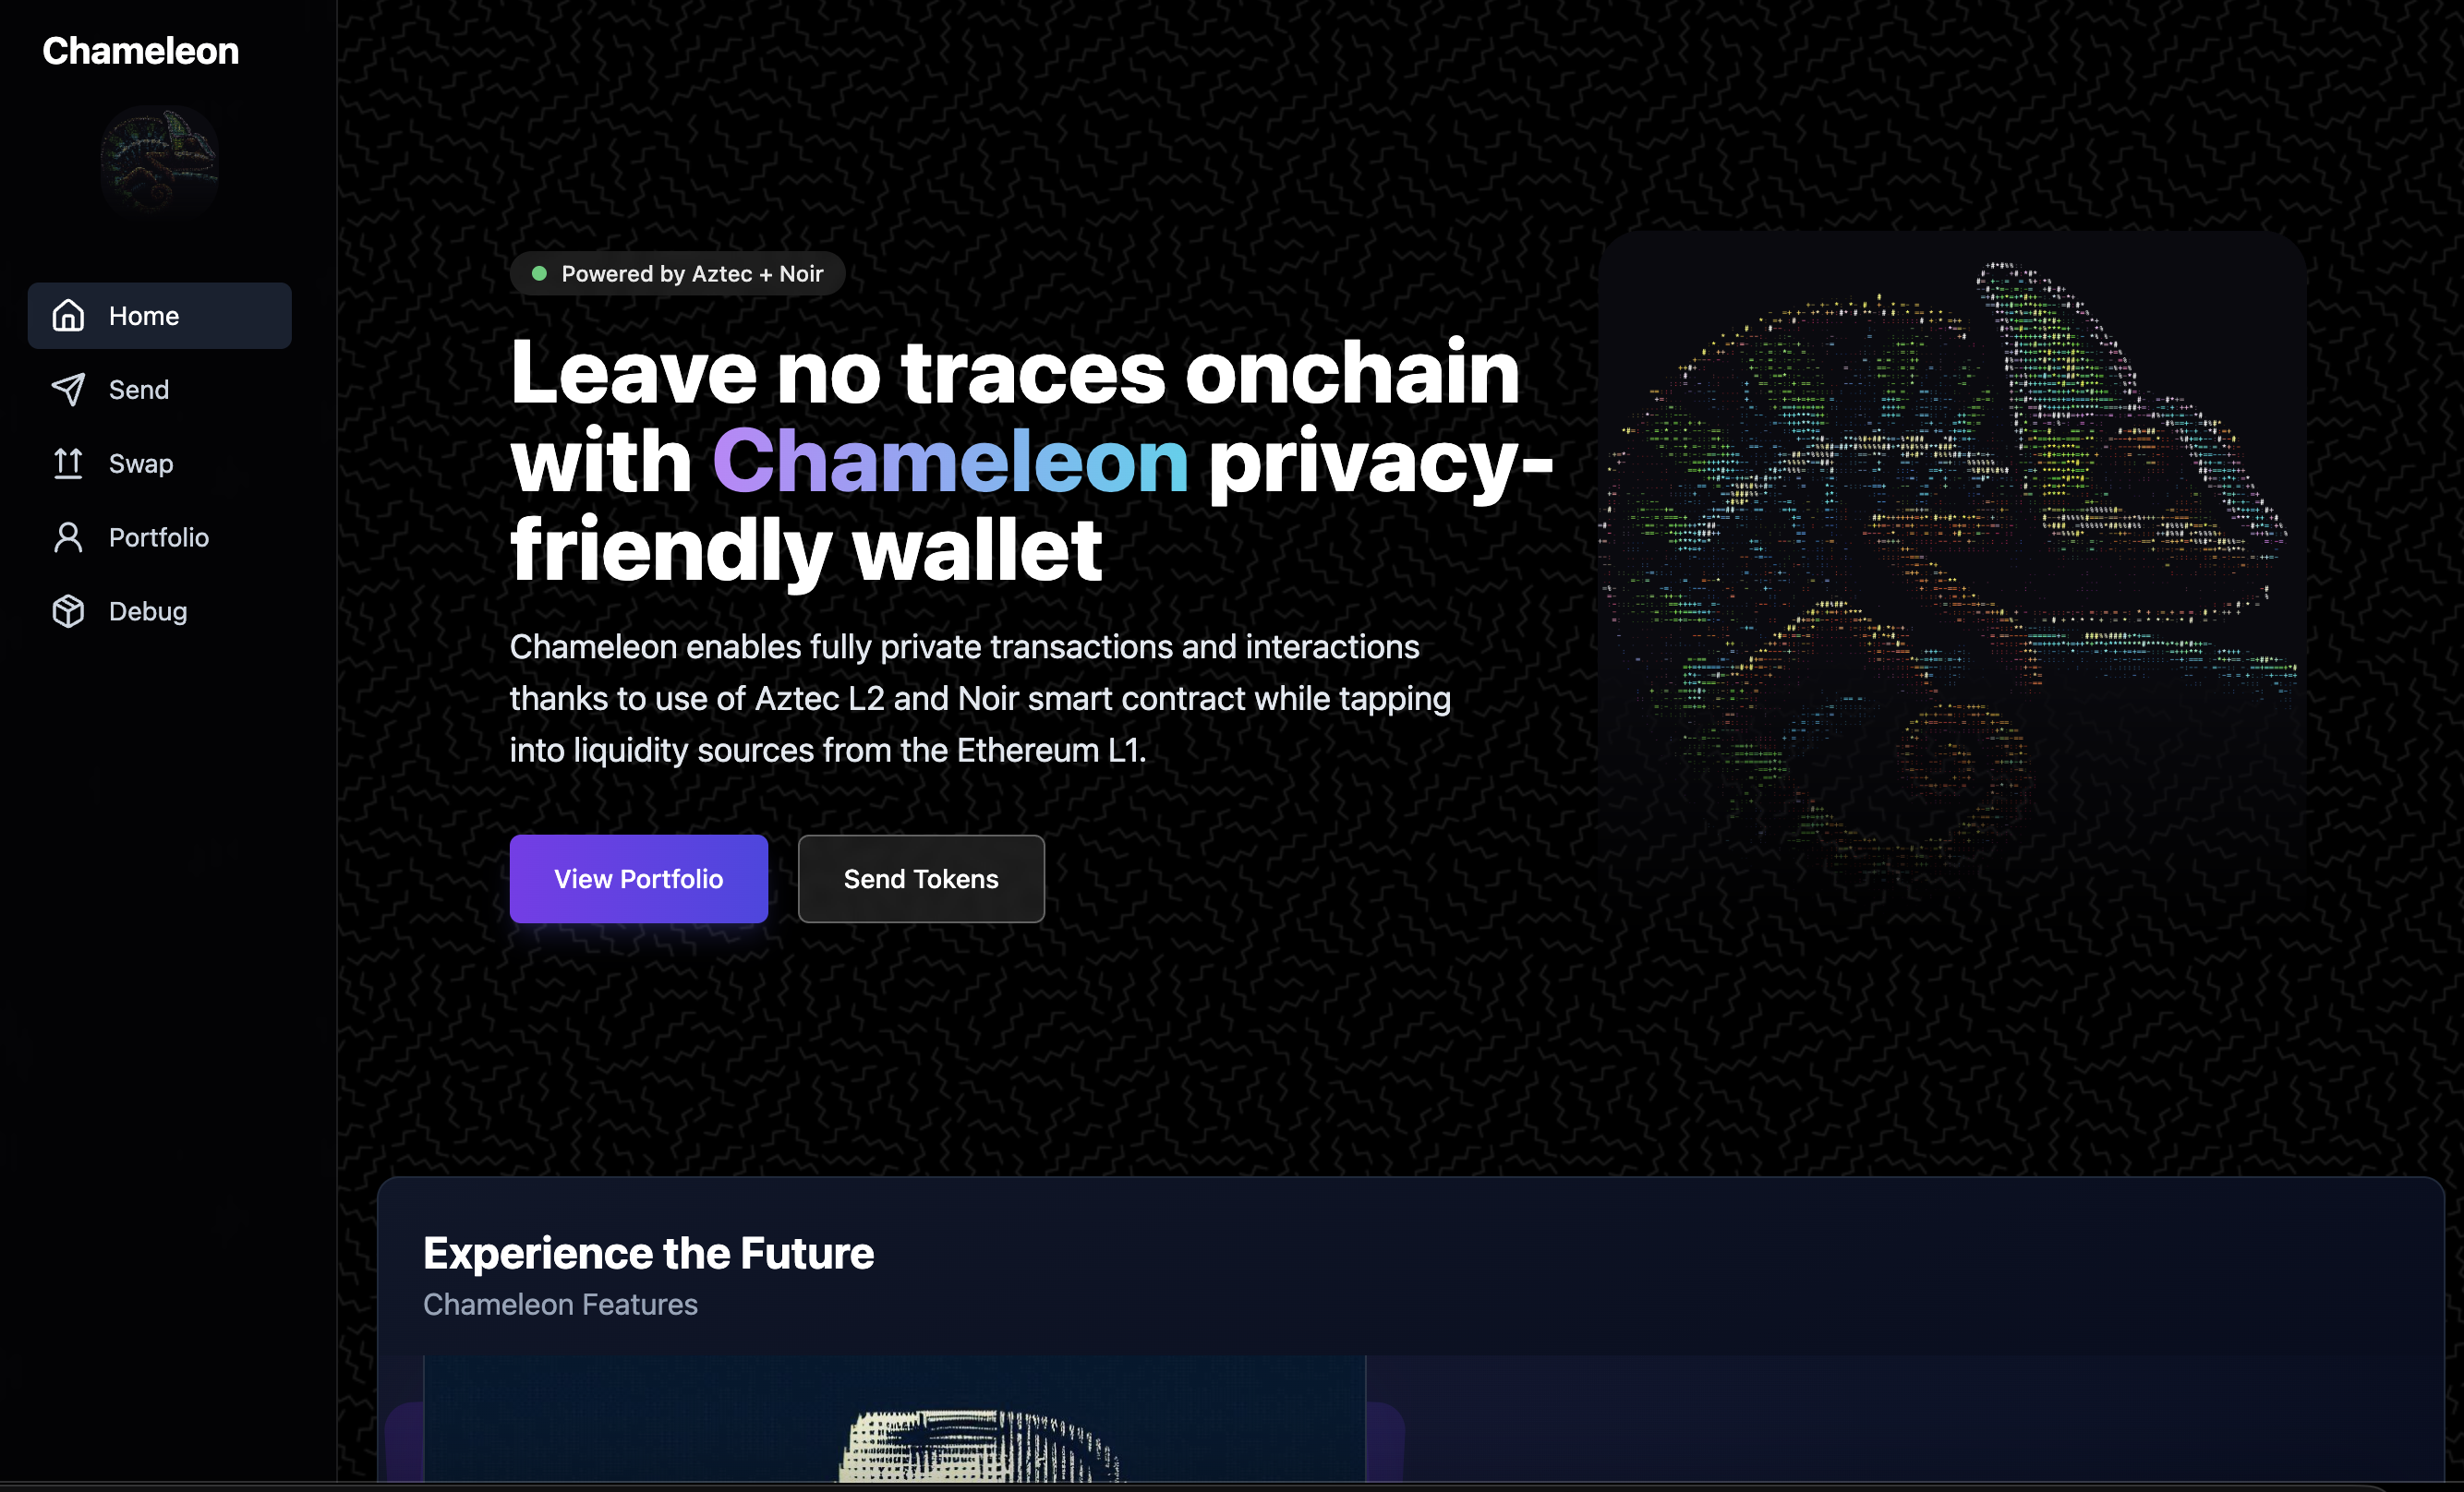 Chameleon
Home
Send
Swap
Portfolio
Debug
Powered by Aztec + Noir
Leave no traces onchain
with Chameleon privacy-
friendly wallet
Chameleon enables fully private transactions and interactions
thanks to use of Aztec L2 and Noir smart contract while tapping
into liquidity sources from the Ethereum L1.
View Portfolio
Send Tokens
Experience the Future
Chameleon Features